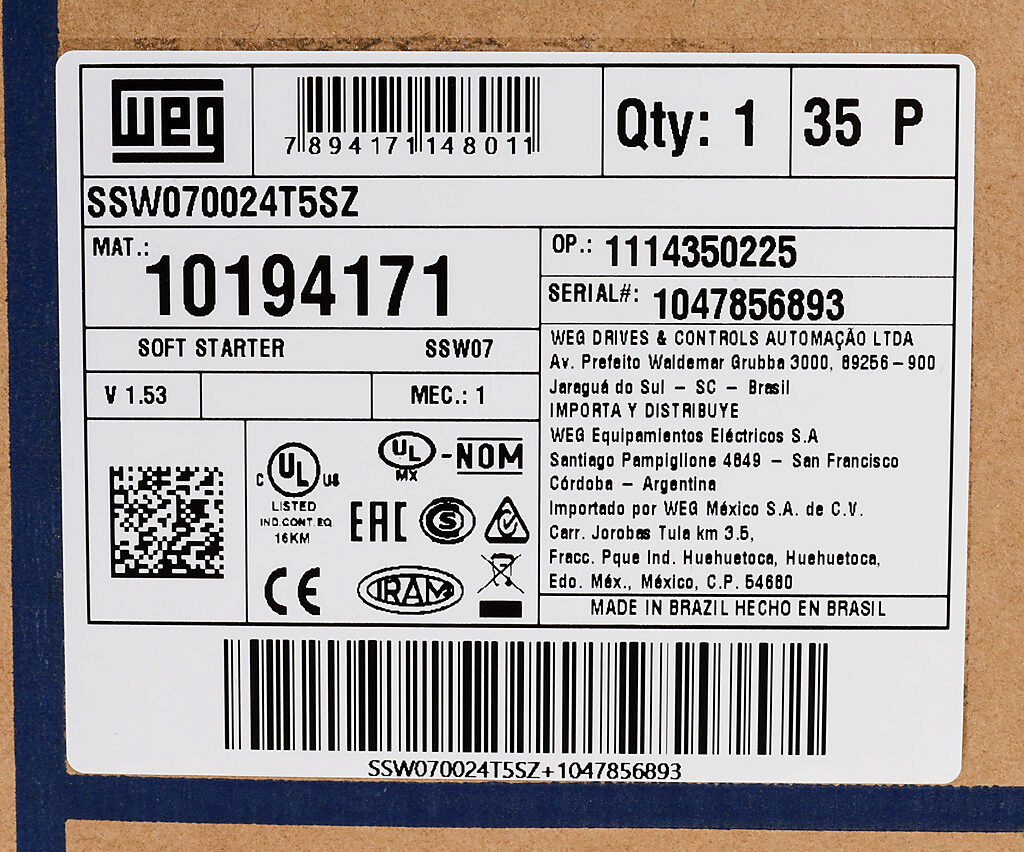 weg
7 894171 148011
Qty: 1
35 P
SSW070024T5SZ
MAT.:
10194171
OP.: 1114350225
SERIAL#: 1047856893
SOFT STARTER SSW07
V 1.53
MEC.: 1
WEG DRIVES & CONTROLS AUTOMAÇÃO LTDA
Av. Prefeito Waldemar Grubba 3000, 89256-900
Jaraguá do Sul - SC - Brasil
IMPORTA Y DISTRIBUYE
WEG Equipamientos Eléctricos S.A
Santiago Pampiglione 4849 - San Francisco
Córdoba - Argentina
Importado por WEG México S.A. de C.V.
Carr. Jorobas Tula km 3.5,
Fracc. Pque Ind. Huehuetoca, Huehuetoca,
Edo. Méx., México, C.P. 54680
MADE IN BRAZIL HECHO EN BRASIL
C UL US
LISTED
IND.CONT.EQ.
16KM
UL
MX
-NOM
EAC
S
CE
IRAM
SSW070024T5SZ+1047856893